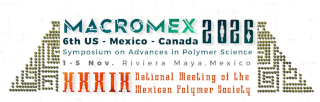 MACROMEX 2026
6th US - Mexico - Canada
Symposium on Advances in Polymer Science
1-5 Nov. Riviera Maya, Mexico
XXXIX National Meeting of the
Mexican Polymer Society